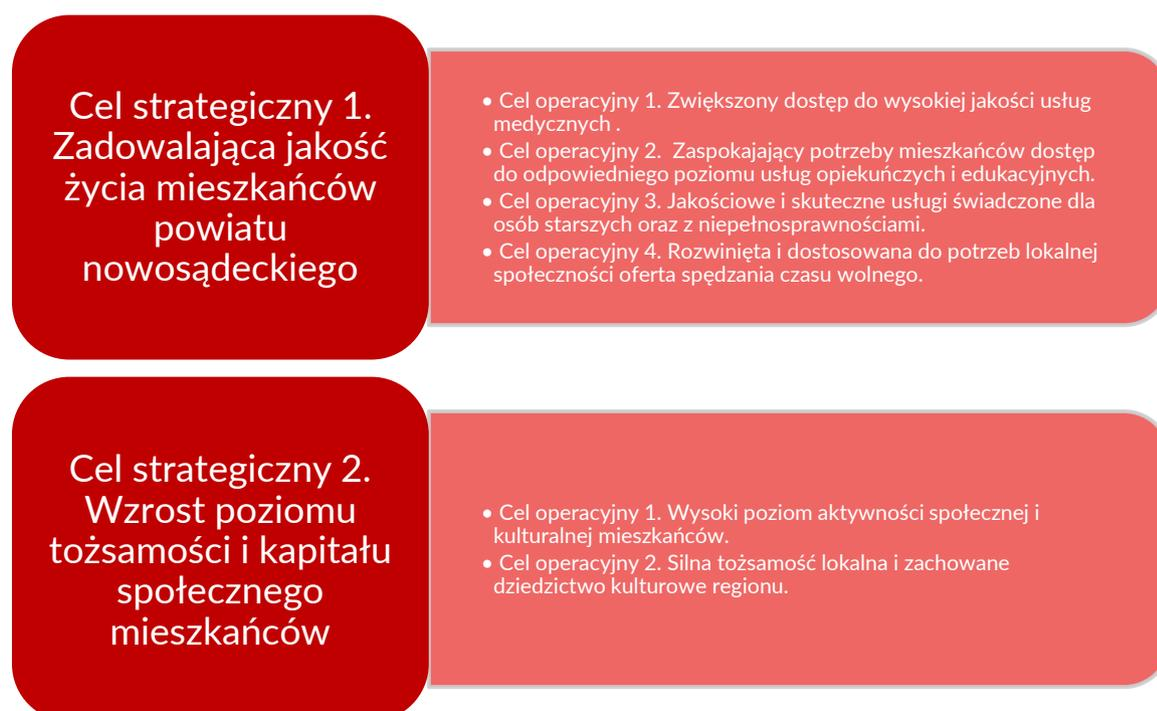 Cel strategiczny 1.
Zadowalająca jakość
życia mieszkańców
powiatu
nowosądeckiego
• Cel operacyjny 1. Zwiększony dostęp do wysokiej jakości usług
medycznych .
• Cel operacyjny 2.  Zaspokajający potrzeby mieszkańców dostęp
do odpowiedniego poziomu usług opiekuńczych i edukacyjnych.
• Cel operacyjny 3. Jakościowe i skuteczne usługi świadczone dla
osób starszych oraz z niepełnosprawnościami.
• Cel operacyjny 4. Rozwinięta i dostosowana do potrzeb lokalnej
społeczności oferta spędzania czasu wolnego.
Cel strategiczny 2.
Wzrost poziomu
tożsamości i kapitału
społecznego
mieszkańców
• Cel operacyjny 1. Wysoki poziom aktywności społecznej i
kulturalnej mieszkańców.
• Cel operacyjny 2. Silna tożsamość lokalna i zachowane
dziedzictwo kulturowe regionu.